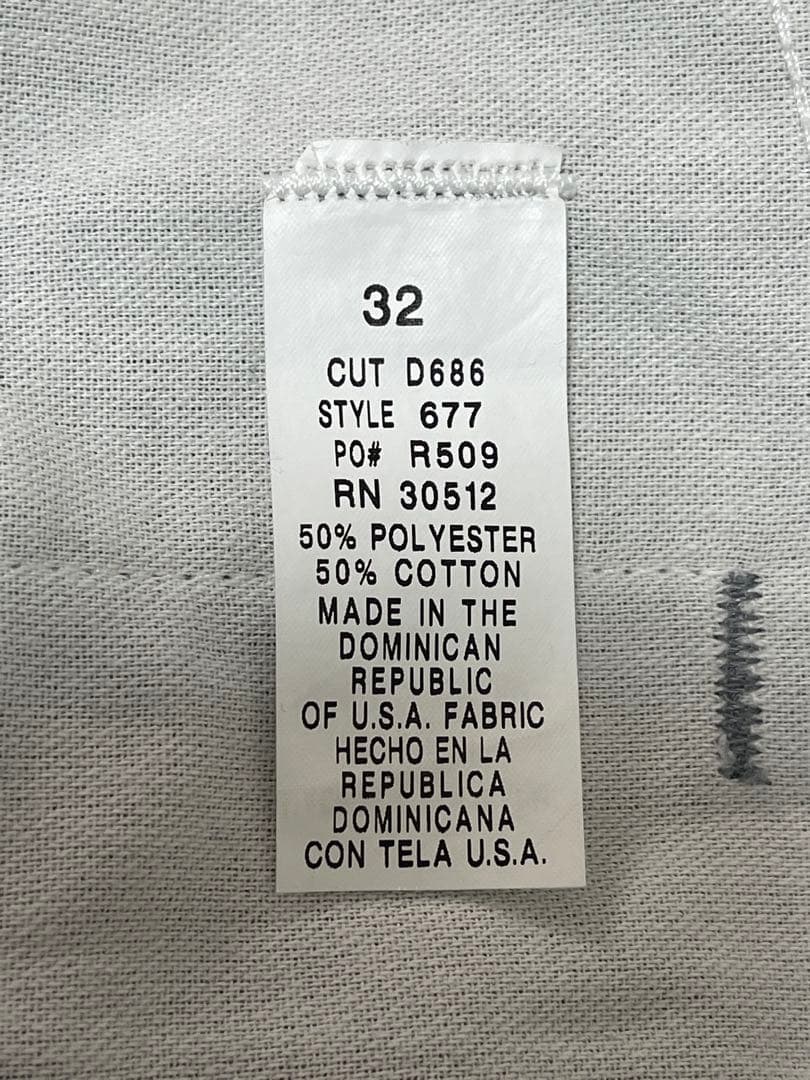 32
CUT D686
STYLE 677
PO# R509
RN 30512
50% POLYESTER
50% COTTON
MADE IN THE
DOMINICAN
REPUBLIC
OF U.S.A. FABRIC
HECHO EN LA
REPUBLICA
DOMINICANA
CON TELA U.S.A.